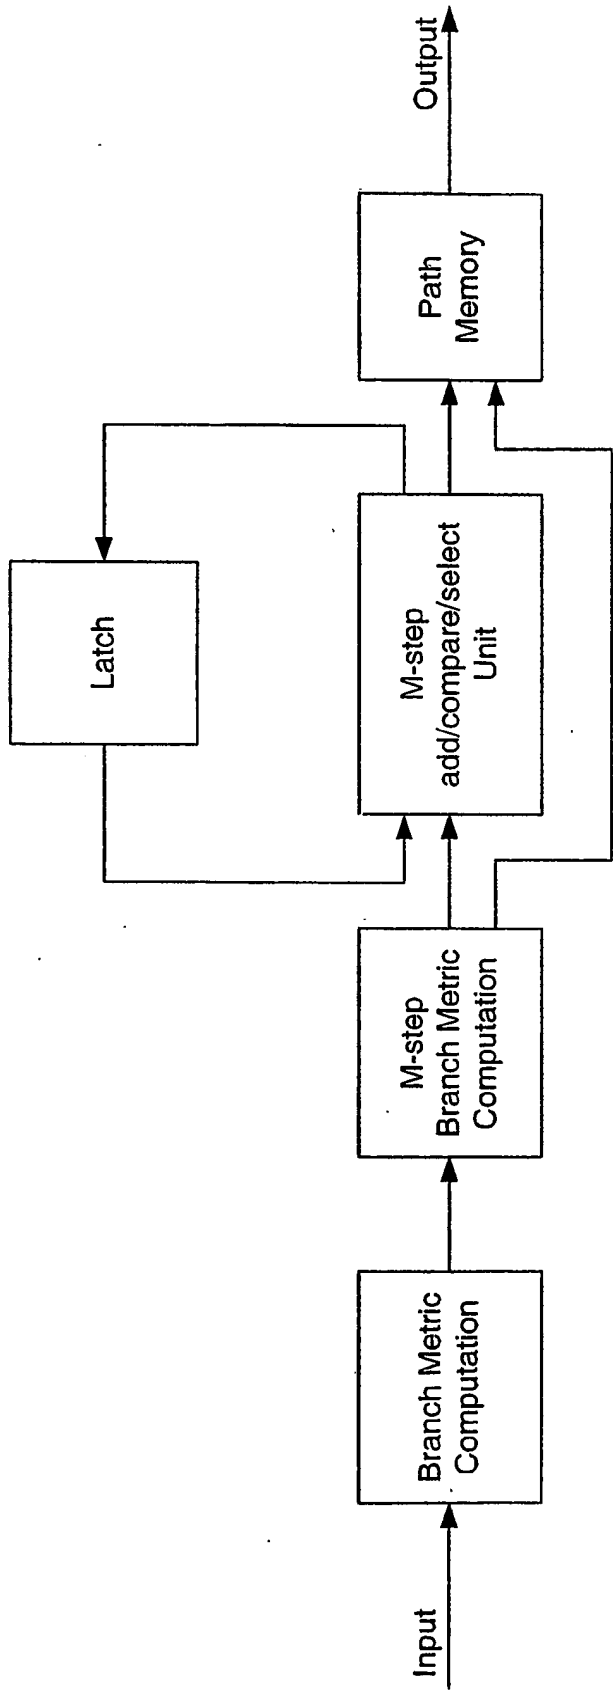 Input
Branch Metric
Computation
M-step
Branch Metric
Computation
Latch
M-step
add/compare/select
Unit
Path
Memory
Output